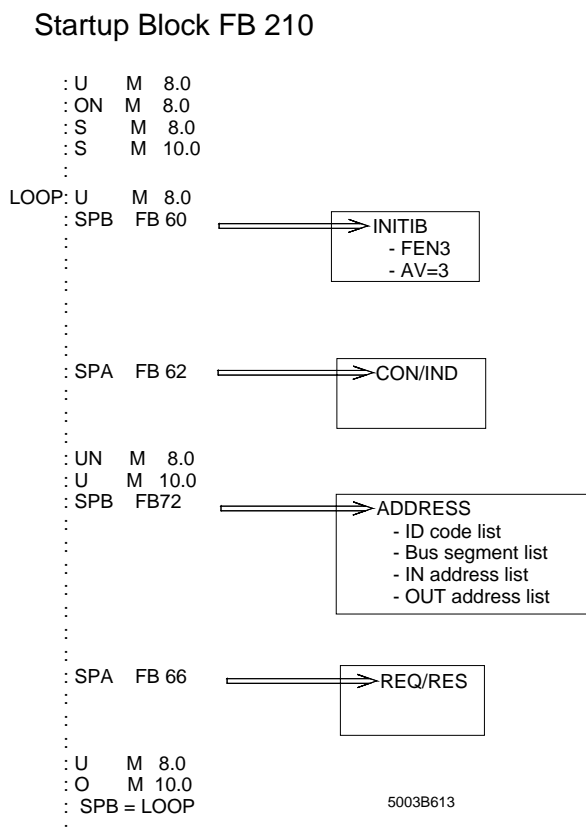 Startup Block FB 210
: U M 8.0
: ON M 8.0
: S M 8.0
: S M 10.0
:
LOOP: U M 8.0
: SPB FB 60
INITIB
- FEN3
- AV=3
:
:
:
:
:
:
: SPA FB 62
CON/IND
:
:
:
: UN M 8.0
: U M 10.0
: SPB FB72
ADDRESS
- ID code list
- Bus segment list
- IN address list
- OUT address list
:
:
:
:
:
:
:
: SPA FB 66
REQ/RES
:
:
:
: U M 8.0
: O M 10.0
: SPB = LOOP
:
5003B613